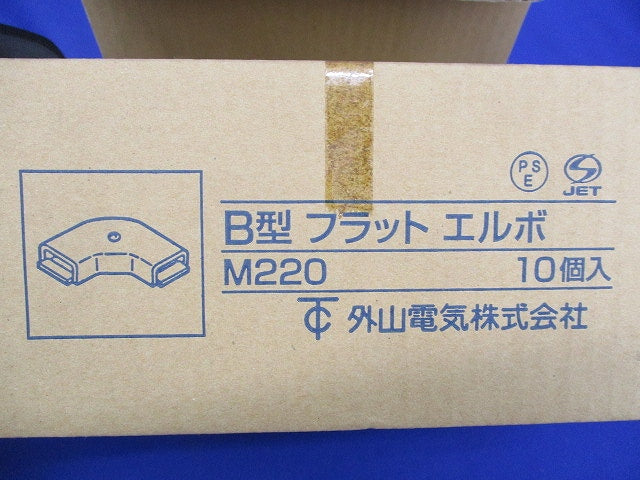 PS
E
JET
B型 フラット エルボ
M220 10個入
外山電気株式会社